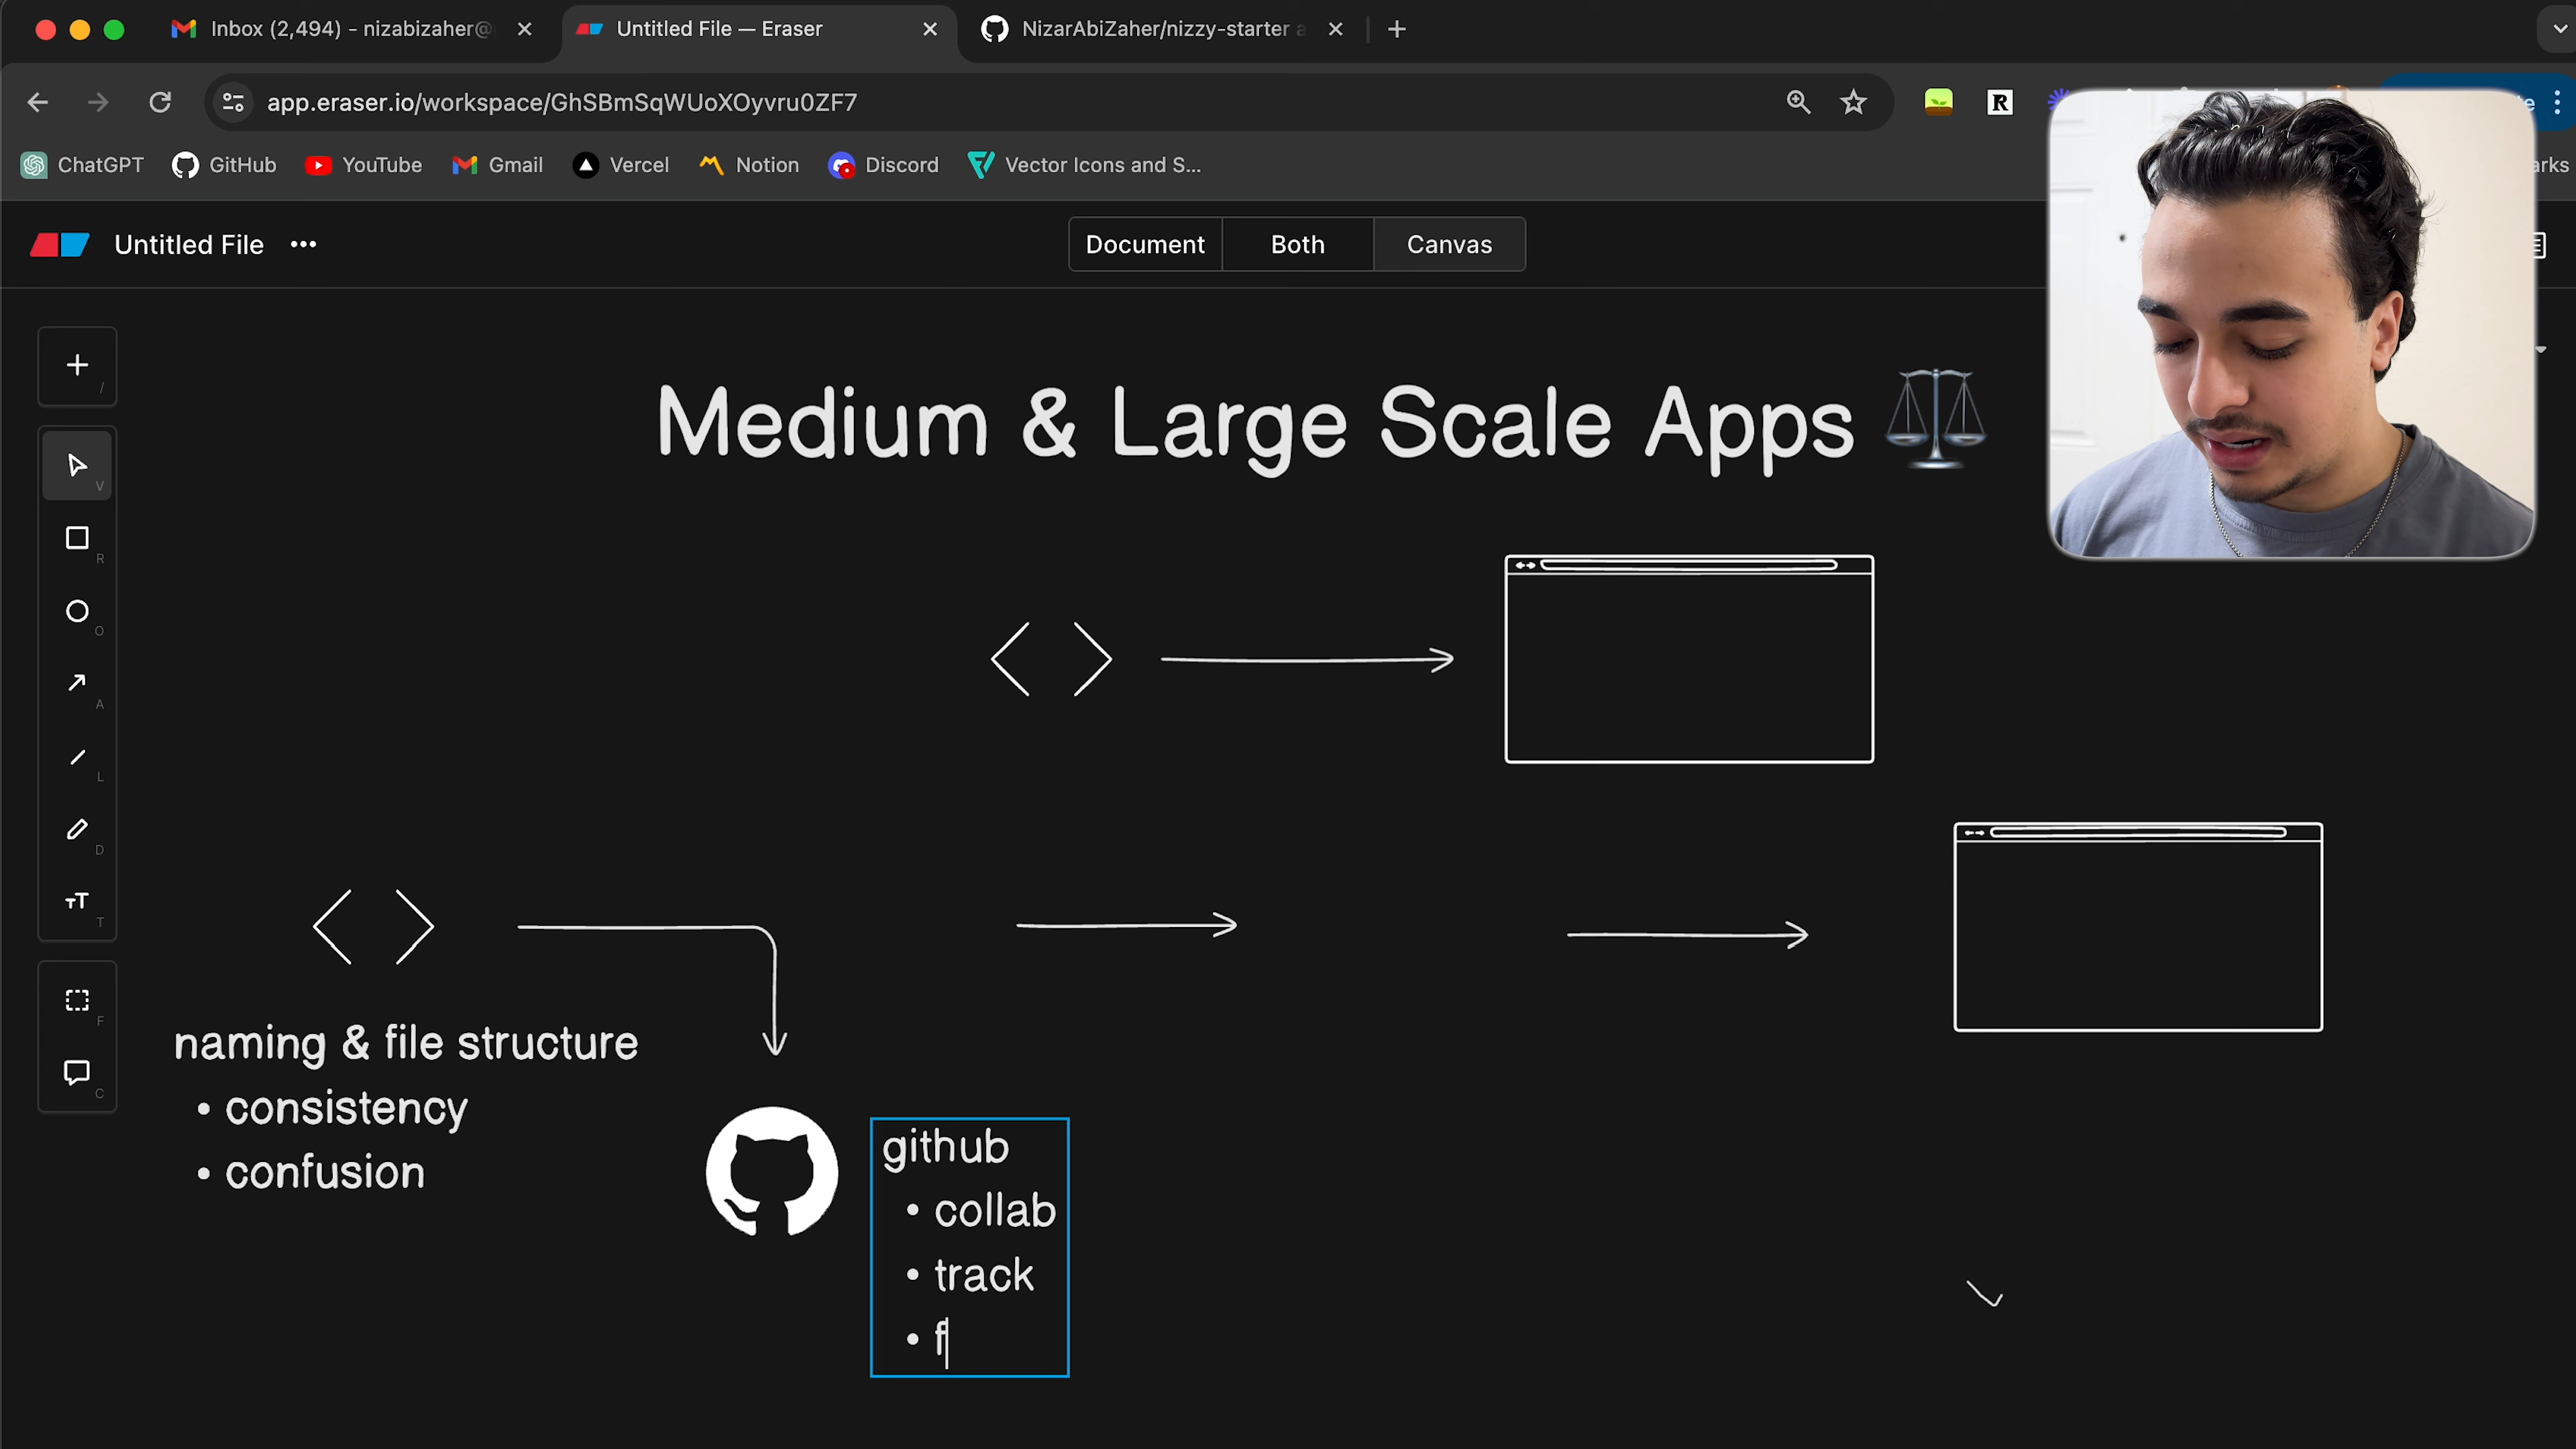 Inbox (2,494) - nizabizaher@
Untitled File — Eraser
NizarAbiZaher/nizzy-starter
app.eraser.io/workspace/GhSBmSqWUoXOyvru0ZF7
R
ChatGPT
GitHub
YouTube
Gmail
Vercel
Notion
Discord
Vector Icons and S...
arks
Untitled File
Document
Both
Canvas
/
V
R
O
A
L
D
T
F
C
Medium & Large Scale Apps
naming & file structure
• consistency
• confusion
github
• collab
• track
• f